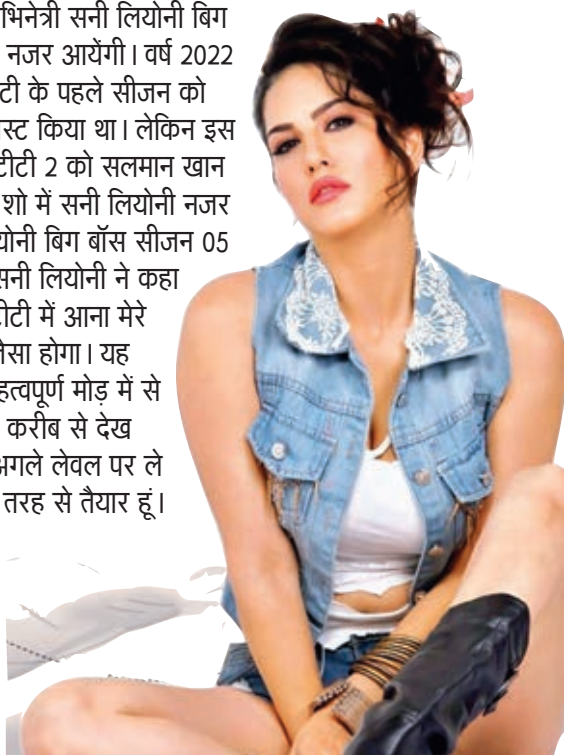 भिनेत्री सनी लियोनी बिग
नजर आयेंगी। वर्ष 2022
टी के पहले सीजन को
स्ट किया था। लेकिन इस
टीटी 2 को सलमान खान
शो में सनी लियोनी नजर
योनी बिग बॉस सीजन 05
सनी लियोनी ने कहा
टीटी में आना मेरे
जैसा होगा। यह
हत्वपूर्ण मोड़ में से
करीब से देख
अगले लेवल पर ले
तरह से तैयार हूं।